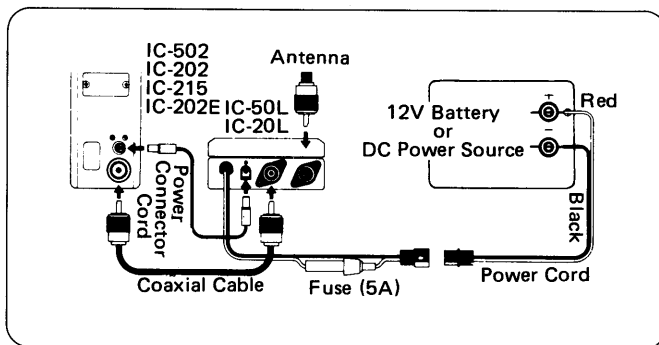 IC-502
IC-202
IC-215
IC-202E
IC-50L
IC-20L
Antenna
Power
Connector
Cord
Coaxial Cable
Fuse (5A)
12V Battery
or
DC Power Source
+
−
Red
Black
Power Cord